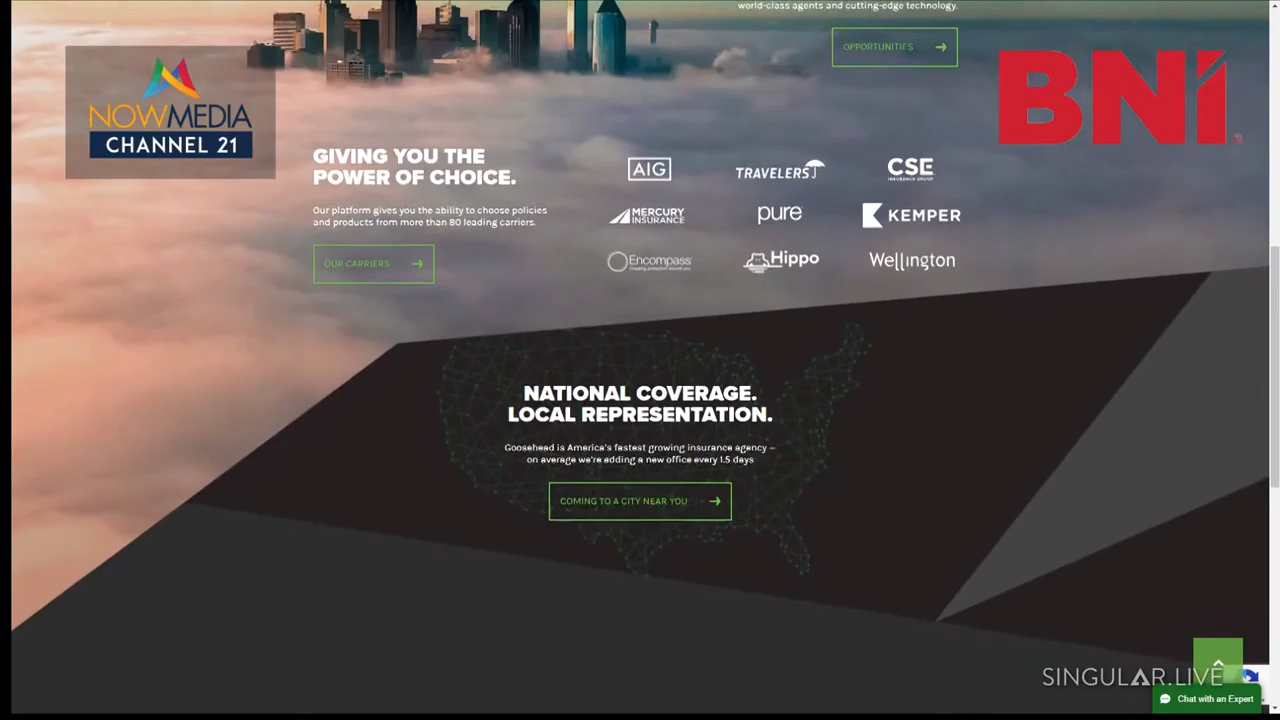 world-class agents and cutting-edge technology.
OPPORTUNITIES
NOWMEDIA
CHANNEL 21
BNI
GIVING YOU THE
POWER OF CHOICE.
Our platform gives you the ability to choose policies
and products from more than 80 leading carriers.
OUR CARRIERS
AIG
TRAVELERS
CSE
INSURANCE GROUP
MERCURY
INSURANCE
pure
KEMPER
Encompass
Hippo
Wellington
NATIONAL COVERAGE.
LOCAL REPRESENTATION.
Goosehead is America's fastest growing insurance agency –
on average we're adding a new office every 1.5 days
COMING TO A CITY NEAR YOU
SINGULAR.LIVE
Chat with an Expert